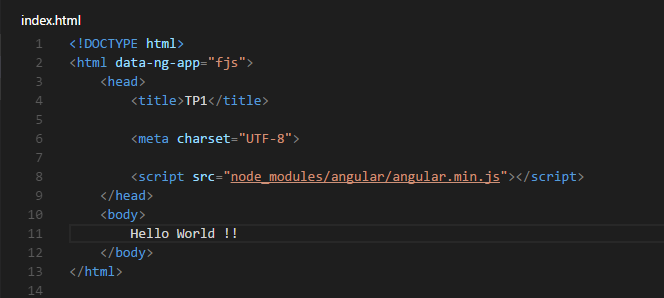 index.html
1 <!DOCTYPE html>
2 <html data-ng-app="fjs">
3 <head>
4 <title>TP1</title>
5
6 <meta charset="UTF-8">
7
8 <script src="node_modules/angular/angular.min.js"></script>
9 </head>
10 <body>
11 Hello World !!
12 </body>
13 </html>
14